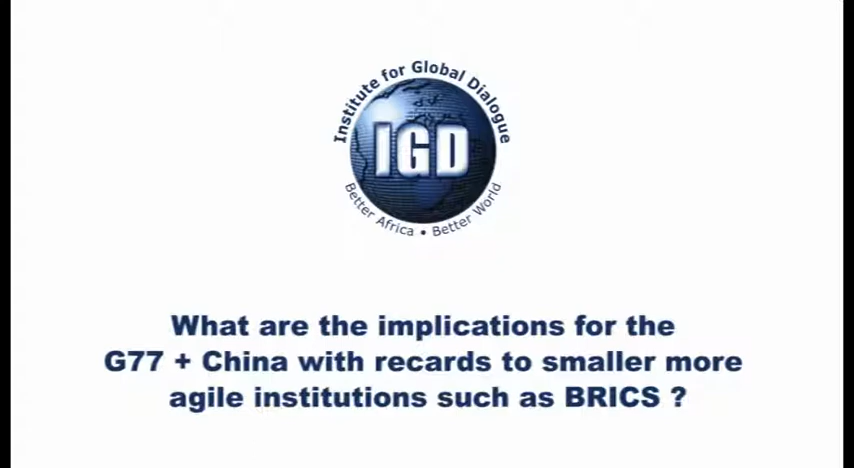 Institute for Global Dialogue
IGD
Better Africa • Better World
What are the implications for the
G77 + China with recards to smaller more
agile institutions such as BRICS ?